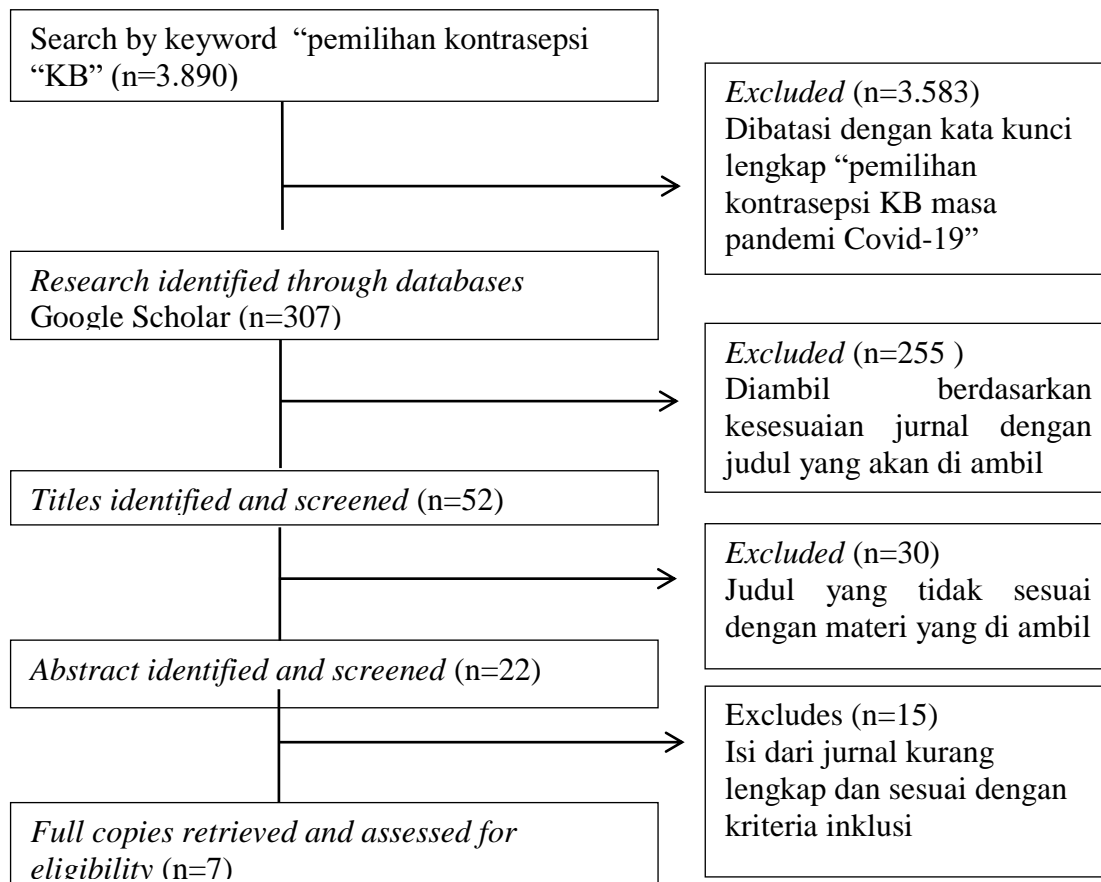 Search by keyword “pemilihan kontrasepsi
“KB” (n=3.890)
Excluded (n=3.583)
Dibatasi dengan kata kunci
lengkap “pemilihan
kontrasepsi KB masa
pandemi Covid-19”
Research identified through databases
Google Scholar (n=307)
Excluded (n=255 )
Diambil berdasarkan
kesesuaian jurnal dengan
judul yang akan di ambil
Titles identified and screened (n=52)
Excluded (n=30)
Judul yang tidak sesuai
dengan materi yang di ambil
Abstract identified and screened (n=22)
Excludes (n=15)
Isi dari jurnal kurang
lengkap dan sesuai dengan
kriteria inklusi
Full copies retrieved and assessed for
eligibility (n=7)